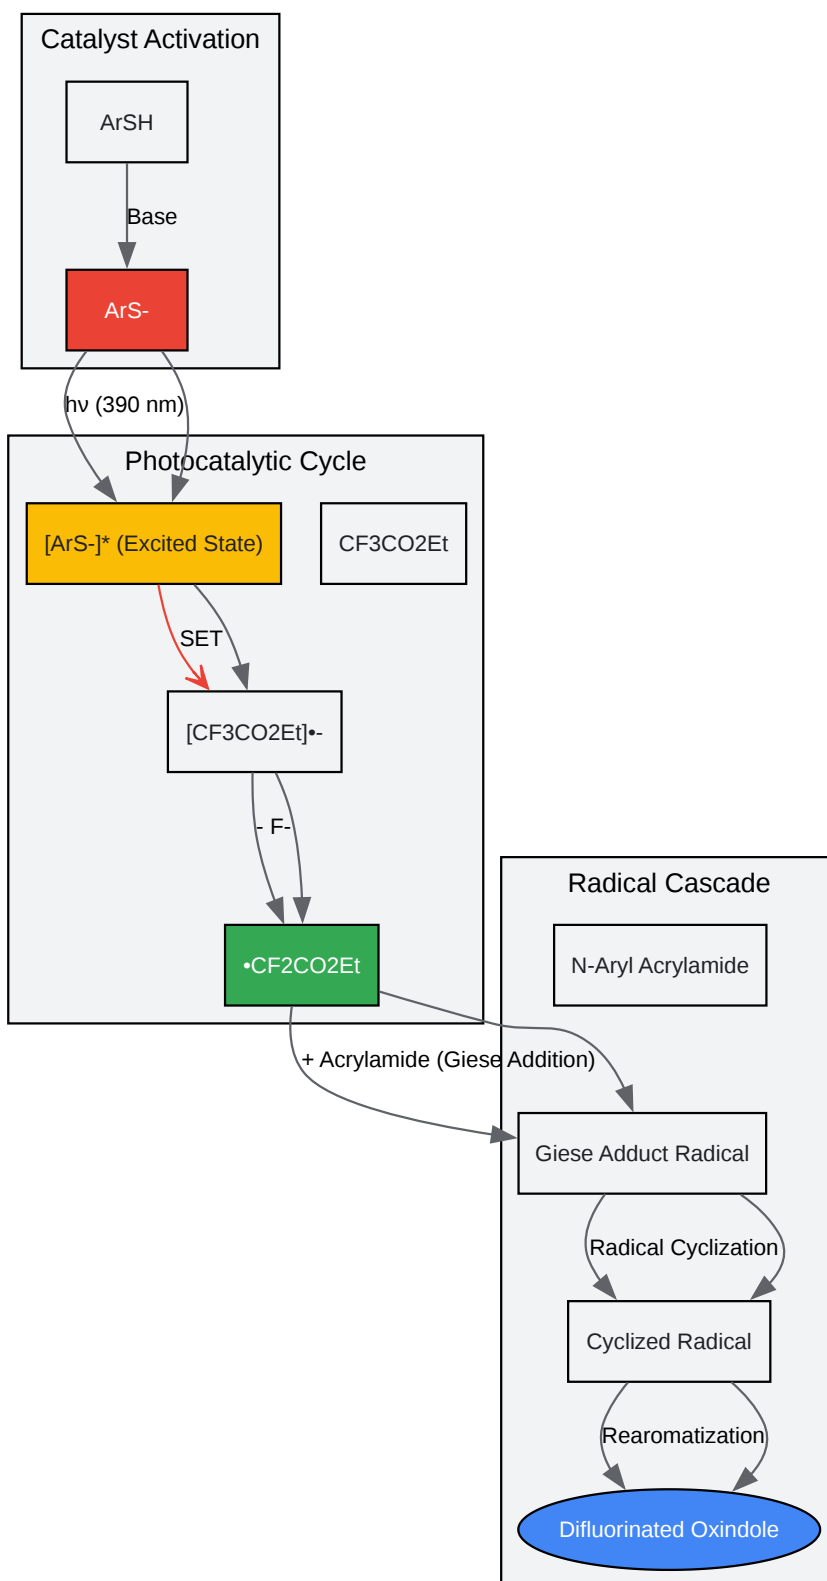 Catalyst Activation
ArSH
Base
ArS-
hν (390 nm)
Photocatalytic Cycle
[ArS-]* (Excited State)
CF3CO2Et
SET
[CF3CO2Et]•-
- F-
•CF2CO2Et
Radical Cascade
N-Aryl Acrylamide
+ Acrylamide (Giese Addition)
Giese Adduct Radical
Radical Cyclization
Cyclized Radical
Rearomatization
Difluorinated Oxindole